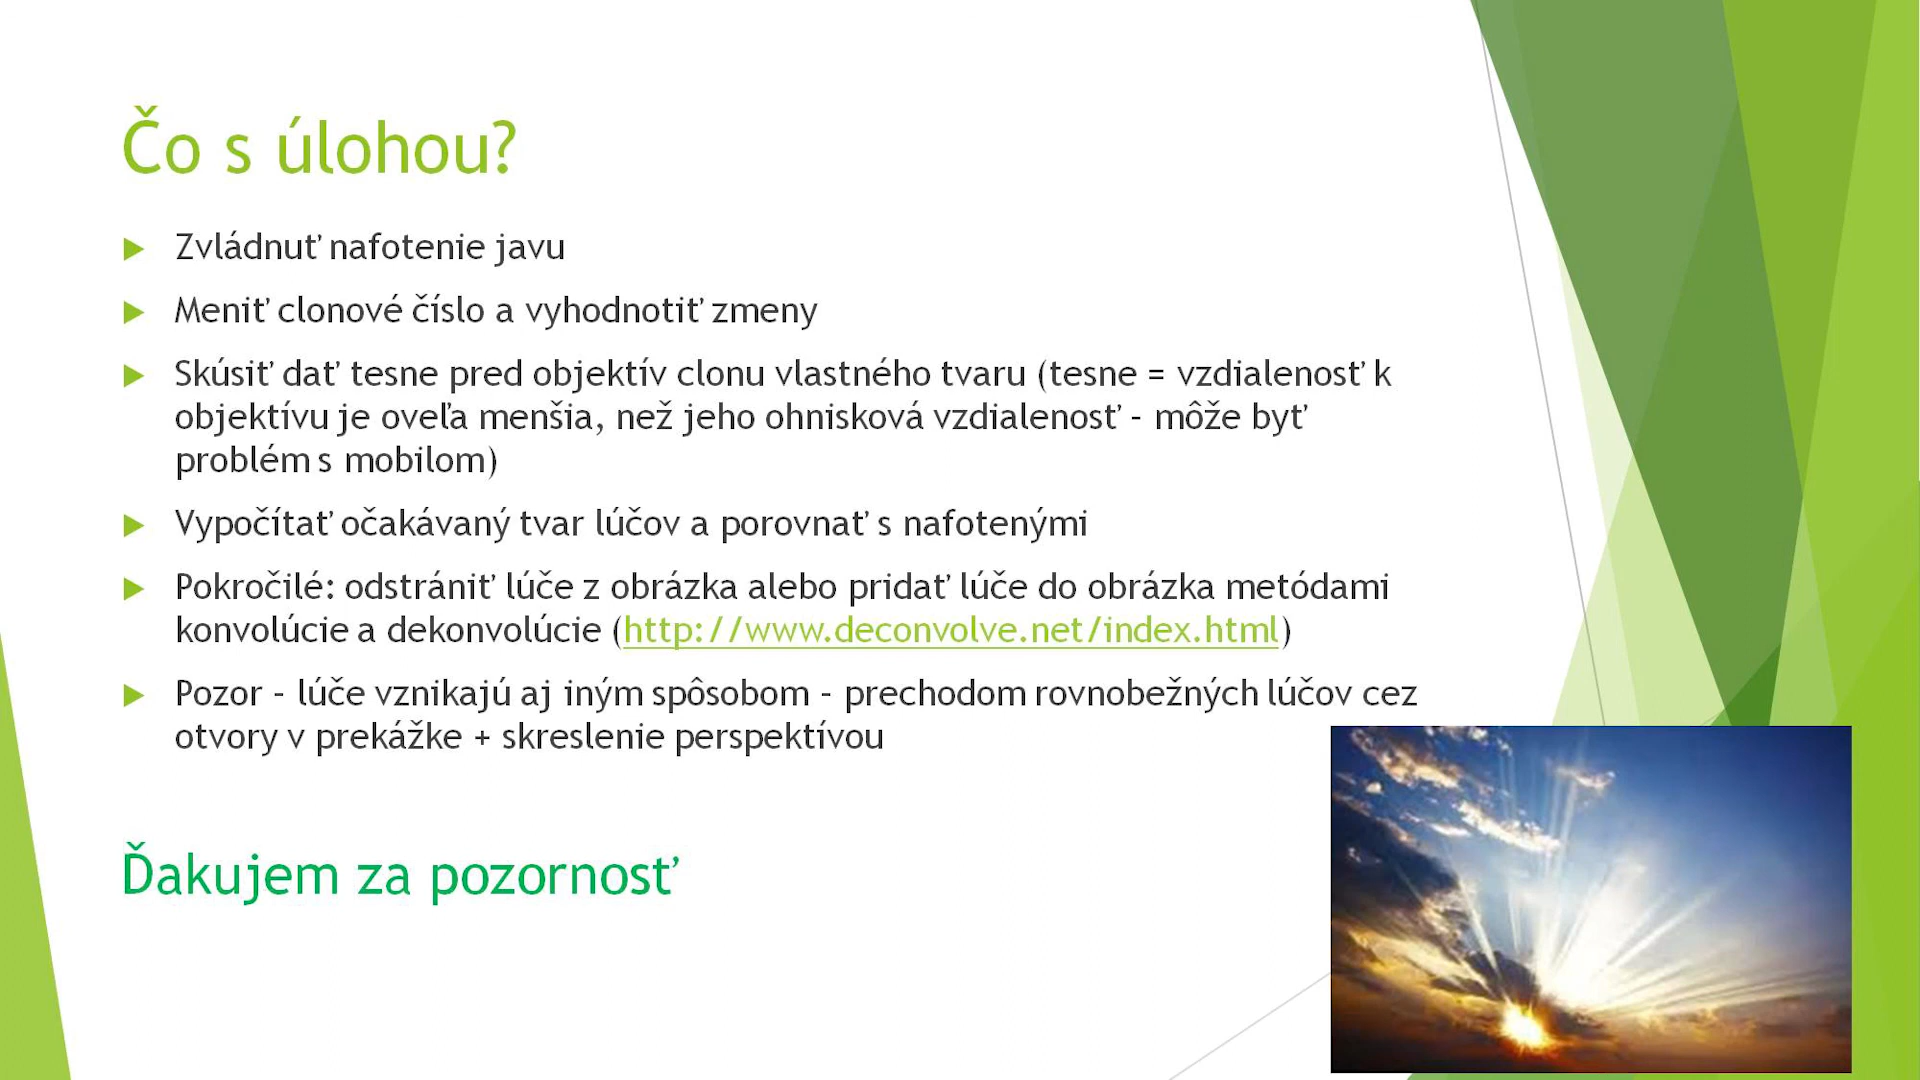 Čo s úlohou?
Zvládnuť nafotenie javu
Meniť clonové číslo a vyhodnotiť zmeny
Skúsiť dať tesne pred objektív clonu vlastného tvaru (tesne = vzdialenosť k
objektívu je oveľa menšia, než jeho ohnisková vzdialenosť – môže byť
problém s mobilom)
Vypočítať očakávaný tvar lúčov a porovnať s nafotenými
Pokročilé: odstrániť lúče z obrázka alebo pridať lúče do obrázka metódami
konvolúcie a dekonvolúcie (http://www.deconvolve.net/index.html)
Pozor – lúče vznikajú aj iným spôsobom – prechodom rovnobežných lúčov cez
otvory v prekážke + skreslenie perspektívou
Ďakujem za pozornosť